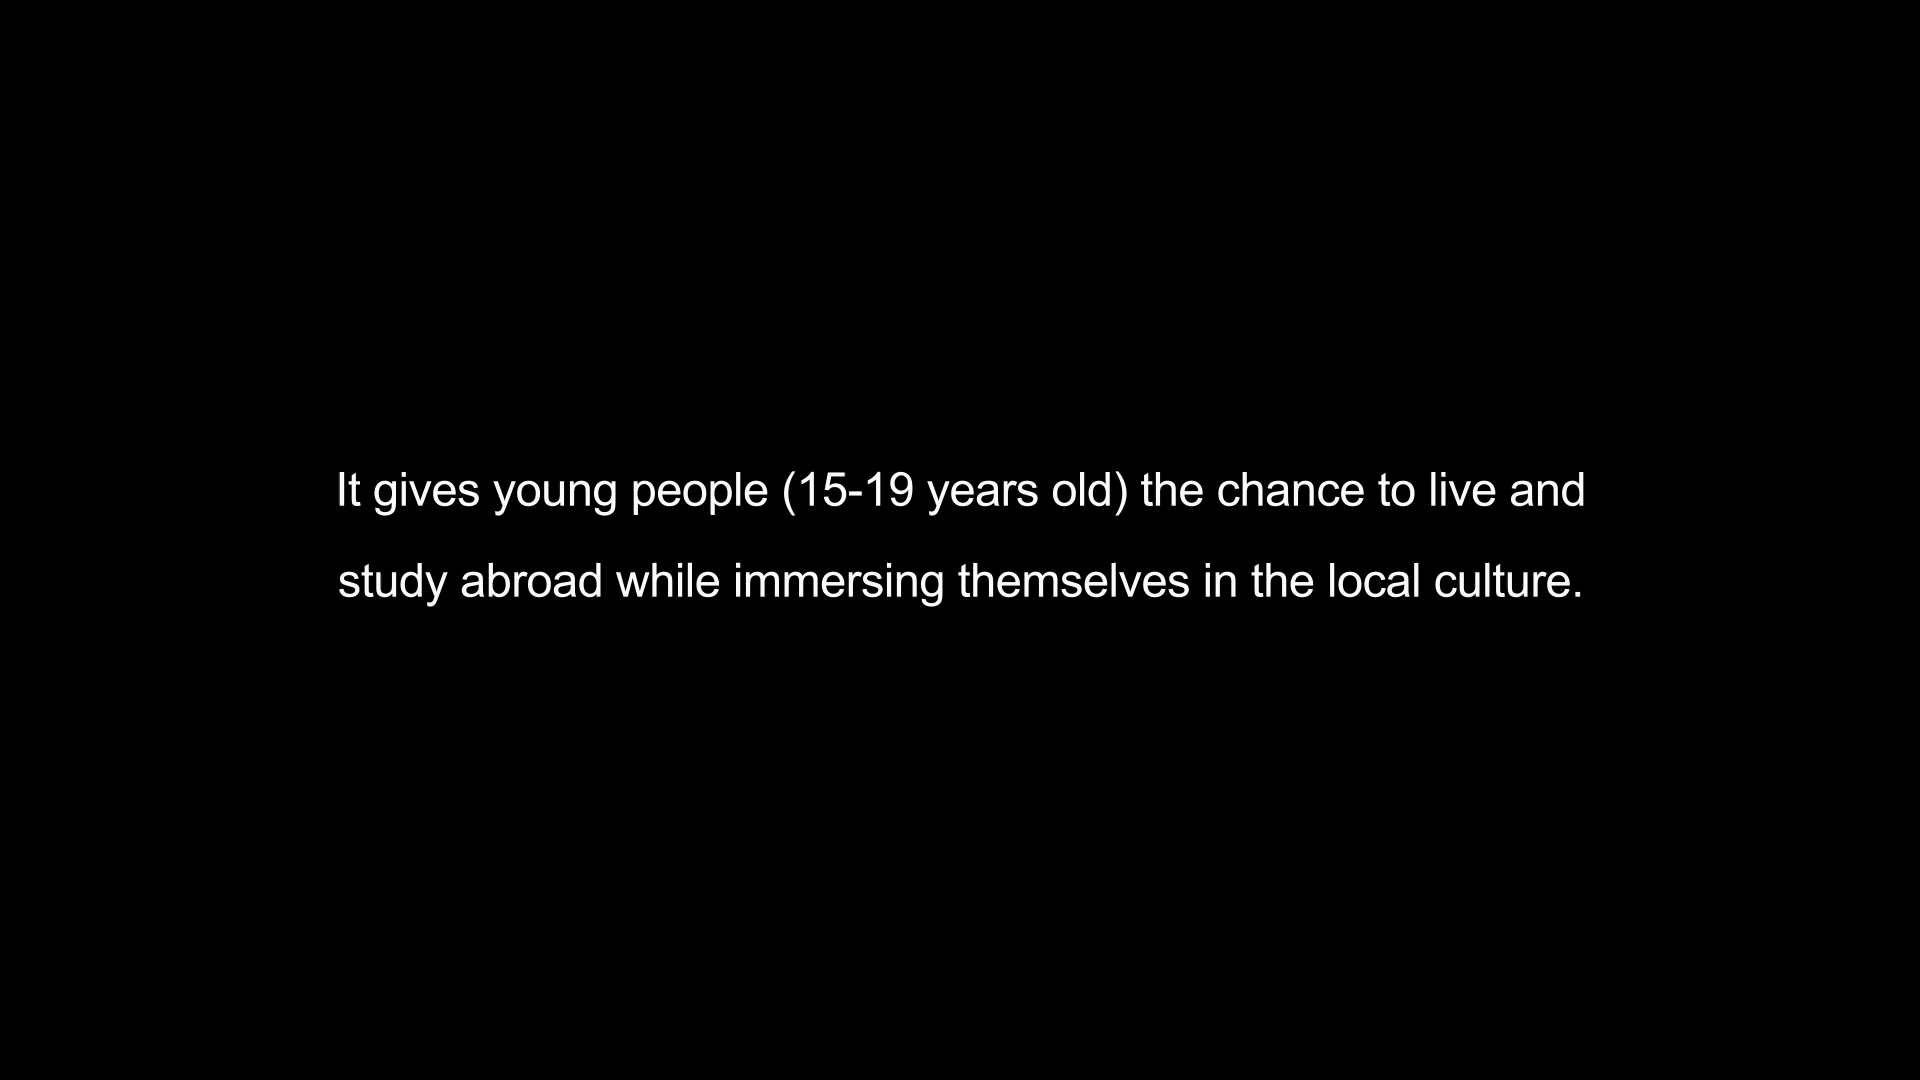 It gives young people (15-19 years old) the chance to live and
study abroad while immersing themselves in the local culture.